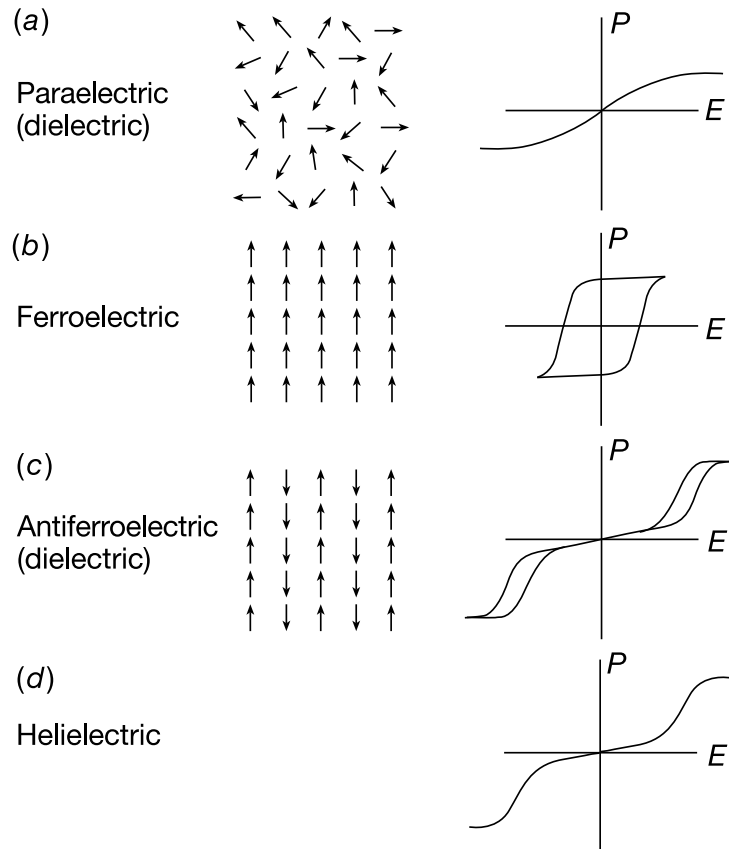 (a)
Paraelectric
(dielectric)
P
E
(b)
Ferroelectric
P
E
(c)
Antiferroelectric
(dielectric)
P
E
(d)
Helielectric
P
E